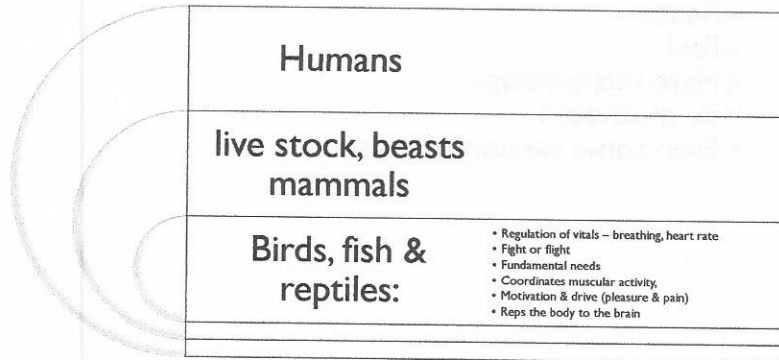 Humans
live stock, beasts
mammals
Birds, fish &
reptiles:
• Regulation of vitals – breathing, heart rate
• Fight or flight
• Fundamental needs
• Coordinates muscular activity,
• Motivation & drive (pleasure & pain)
• Reps the body to the brain